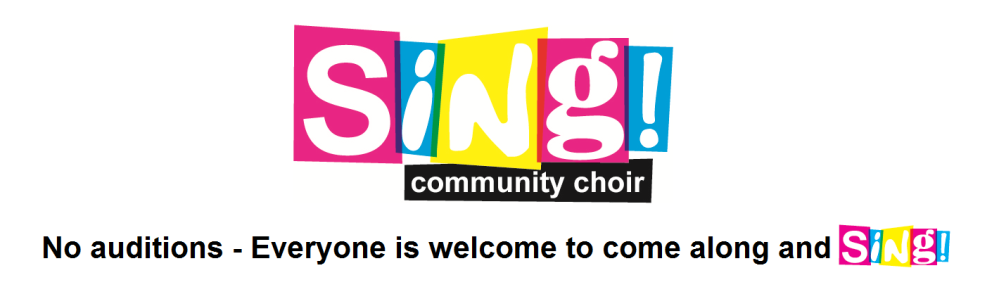 SiNg!
community choir
No auditions - Everyone is welcome to come along and SiNg!